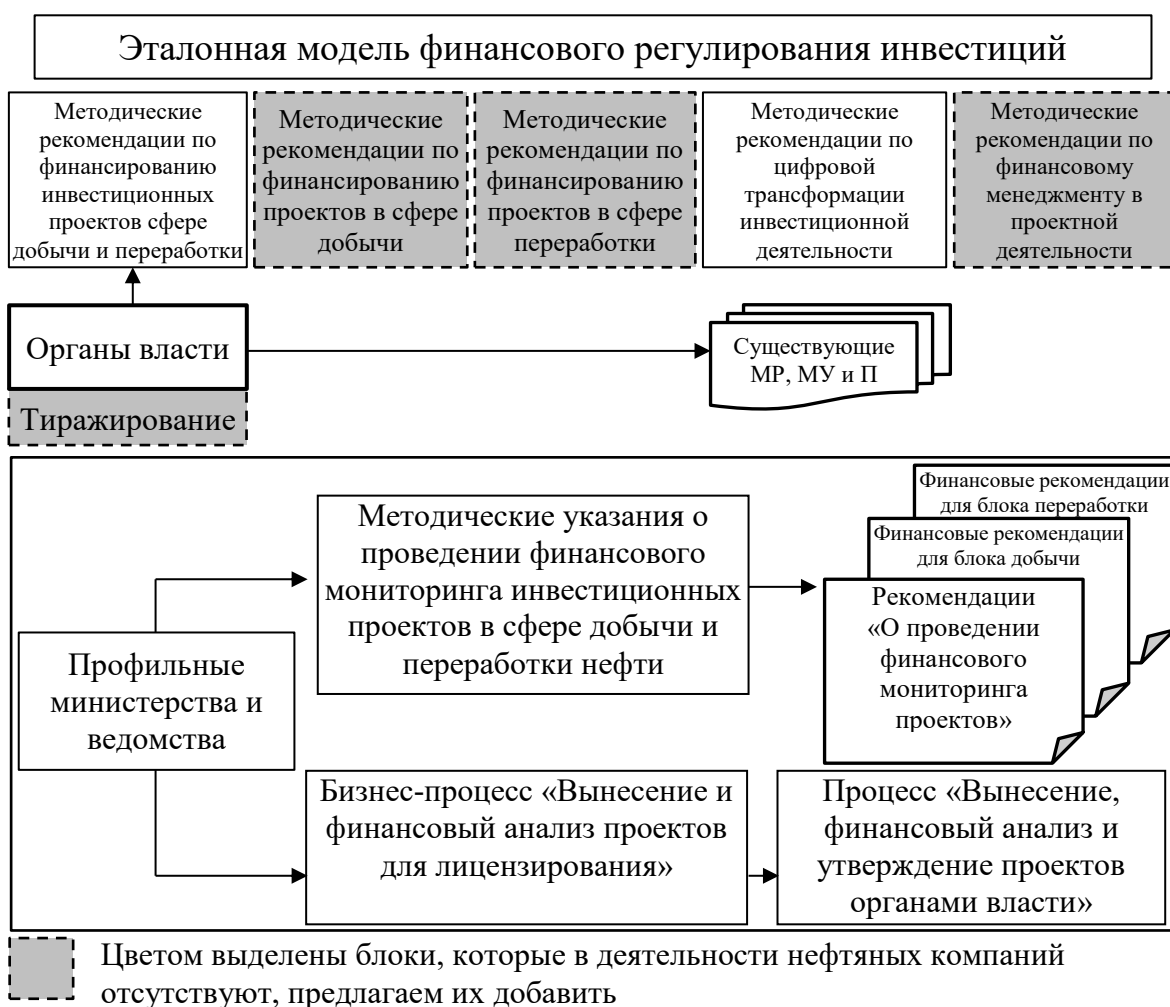 Эталонная модель финансового регулирования инвестиций
Методические
рекомендации по
финансированию
инвестиционных
проектов сфере
добычи и переработки
Методические
рекомендации по
финансированию
проектов в сфере
добычи
Методические
рекомендации по
финансированию
проектов в сфере
переработки
Методические
рекомендации по
цифровой
трансформации
инвестиционной
деятельности
Методические
рекомендации по
финансовому
менеджменту в
проектной
деятельности
Органы власти
Существующие
МР, МУ и П
Тиражирование
Финансовые рекомендации
для блока переработки
Финансовые рекомендации
для блока добычи
Рекомендации
«О проведении
финансового
мониторинга
проектов»
Методические указания о
проведении финансового
мониторинга инвестиционных
проектов в сфере добычи и
переработки нефти
Профильные
министерства и
ведомства
Бизнес-процесс «Вынесение и
финансовый анализ проектов
для лицензирования»
Процесс «Вынесение,
финансовый анализ и
утверждение проектов
органами власти»
Цветом выделены блоки, которые в деятельности нефтяных компаний
отсутствуют, предлагаем их добавить